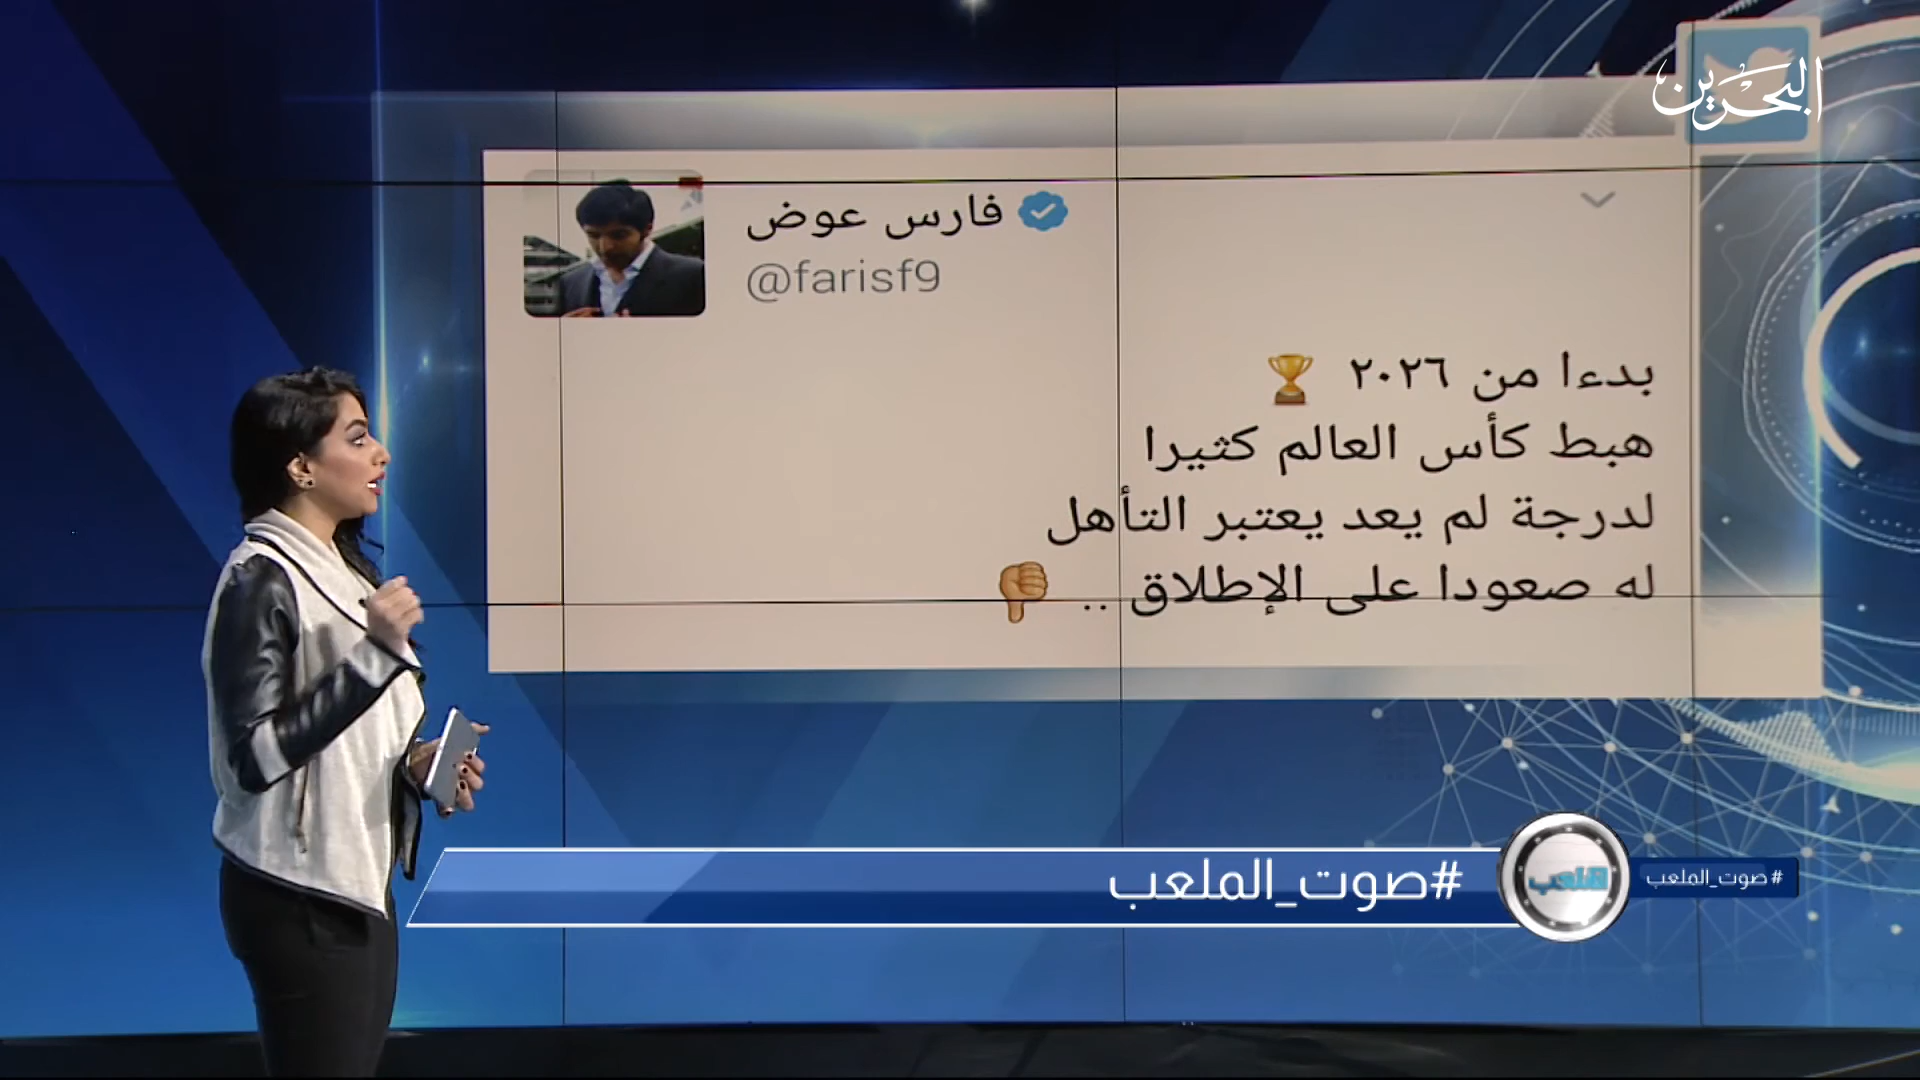 البحرين
فارس عوض
@farisf9
بدءا من ٢٠٢٦ 🏆
هبط كأس العالم كثيرا
لدرجة لم يعد يعتبر التأهل
له صعودا على الإطلاق .. 👎
#صوت_الملعب
الملعب
#صوت_الملعب